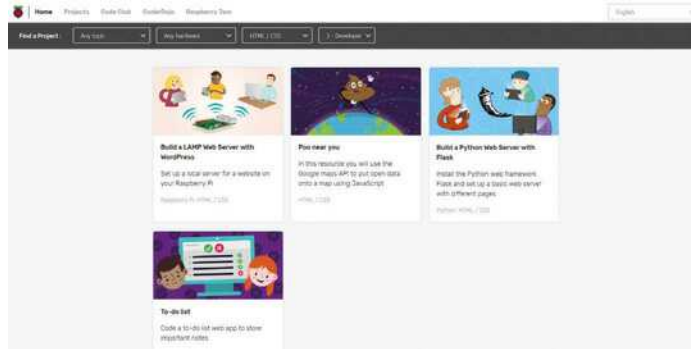 Home Projects Code Club CoderDojo Raspberry Jam English
Find a Project: Any topic Any hardware HTML / CSS 3 - Developer
Build a LAMP Web Server with
WordPress
Set up a local server for a website on
your Raspberry Pi
Raspberry Pi HTML / CSS
Poo near you
In this resource you will use the
Google maps API to put open data
onto a map using JavaScript
HTML / CSS
Build a Python Web Server with
Flask
Install the Python web framework
Flask and set up a basic web server
with different pages
Python HTML / CSS
To-do list
Code a to-do list web app to store
important notes